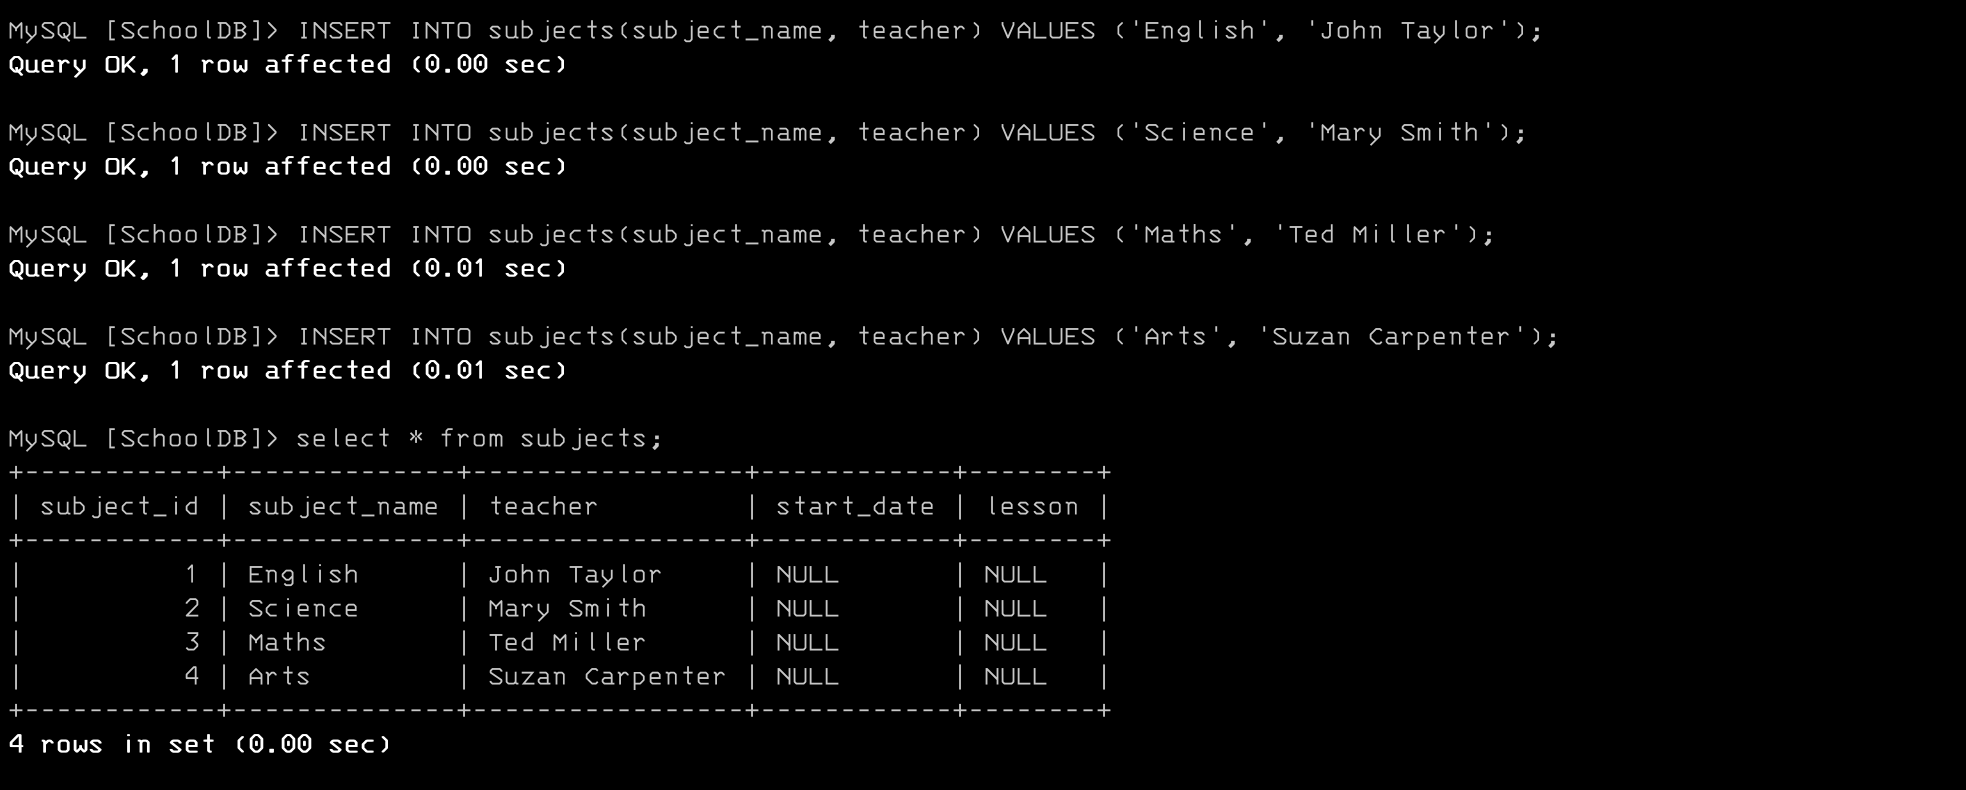 MySQL [SchoolDB]> INSERT INTO subjects(subject_name, teacher) VALUES ('English', 'John Taylor');
Query OK, 1 row affected (0.00 sec)
MySQL [SchoolDB]> INSERT INTO subjects(subject_name, teacher) VALUES ('Science', 'Mary Smith');
Query OK, 1 row affected (0.00 sec)
MySQL [SchoolDB]> INSERT INTO subjects(subject_name, teacher) VALUES ('Maths', 'Ted Miller');
Query OK, 1 row affected (0.01 sec)
MySQL [SchoolDB]> INSERT INTO subjects(subject_name, teacher) VALUES ('Arts', 'Suzan Carpenter');
Query OK, 1 row affected (0.01 sec)
MySQL [SchoolDB]> select * from subjects;
+------------+--------------+-----------------+------------+--------+
| subject_id | subject_name | teacher         | start_date | lesson |
+------------+--------------+-----------------+------------+--------+
|          1 | English      | John Taylor     | NULL       | NULL   |
|          2 | Science      | Mary Smith      | NULL       | NULL   |
|          3 | Maths        | Ted Miller      | NULL       | NULL   |
|          4 | Arts         | Suzan Carpenter | NULL       | NULL   |
+------------+--------------+-----------------+------------+--------+
4 rows in set (0.00 sec)